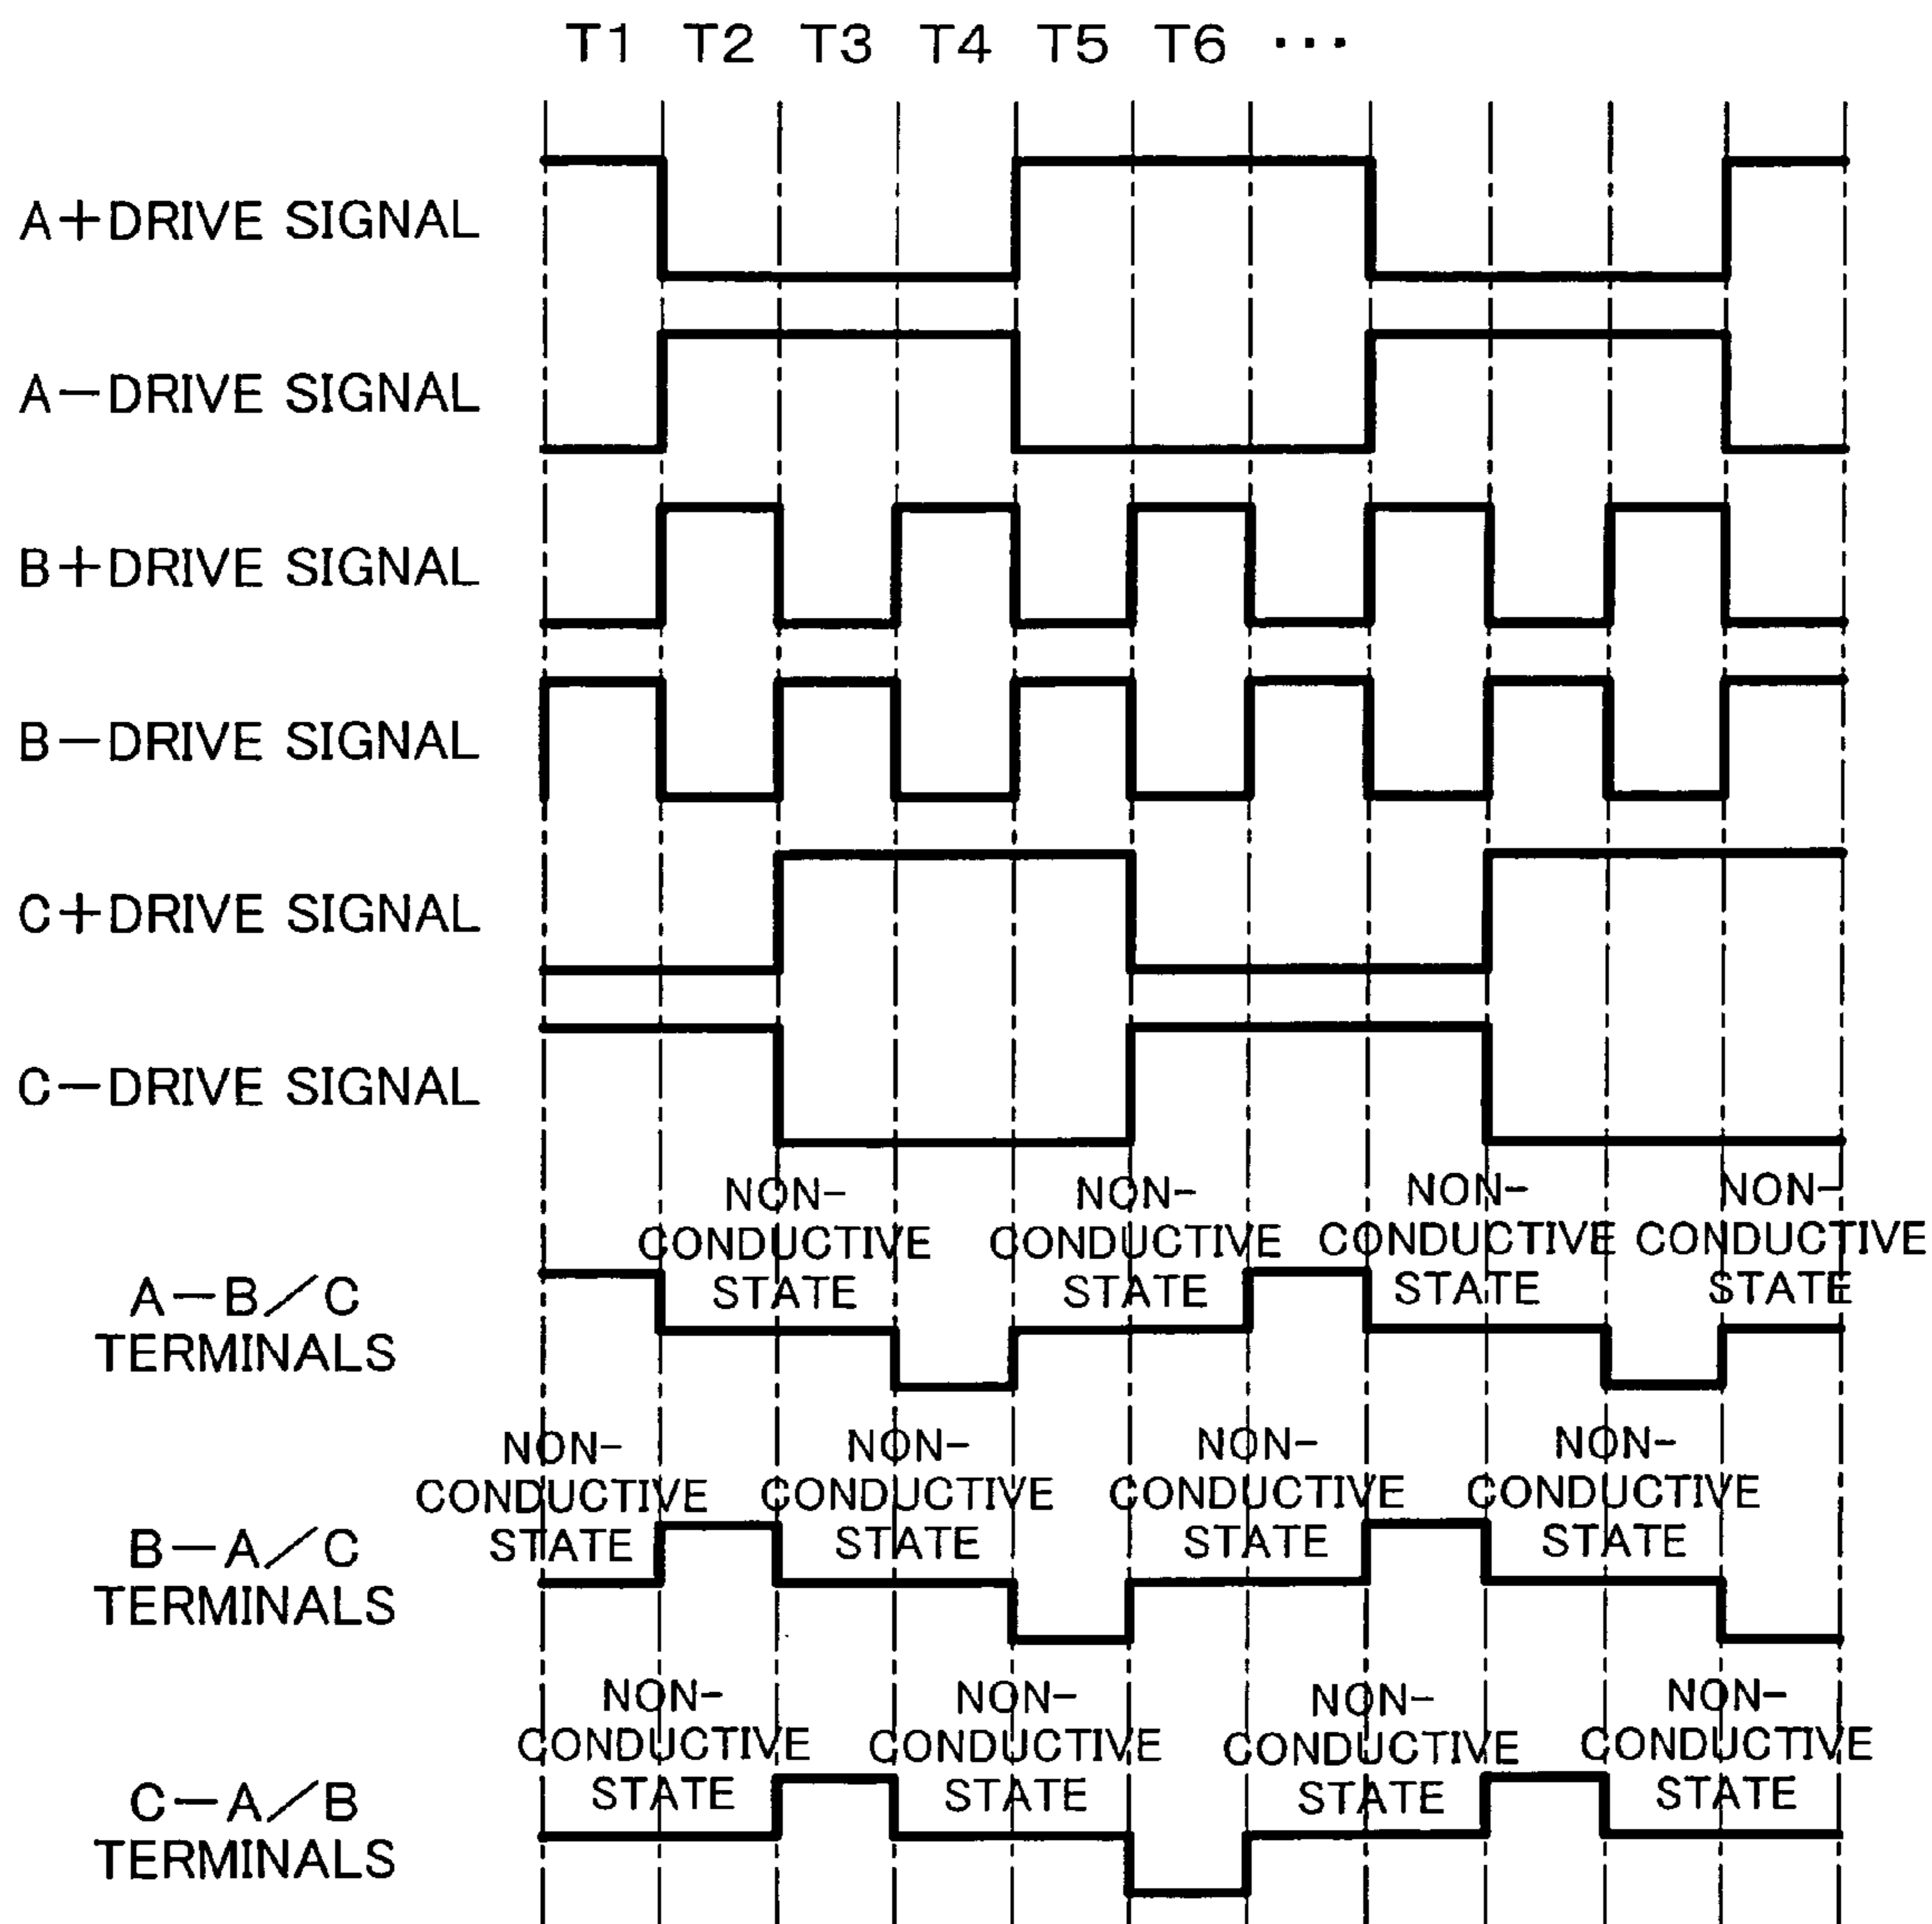 T1 T2 T3 T4 T5 T6 ···
A+DRIVE SIGNAL
A−DRIVE SIGNAL
B+DRIVE SIGNAL
B−DRIVE SIGNAL
C+DRIVE SIGNAL
C−DRIVE SIGNAL
NON- NON- NON- NON-
CONDUCTIVE CONDUCTIVE CONDUCTIVE CONDUCTIVE
STATE STATE STATE STATE
A−B/C
TERMINALS
NON- NON- NON- NON-
CONDUCTIVE CONDUCTIVE CONDUCTIVE CONDUCTIVE
STATE STATE STATE STATE
B−A/C
TERMINALS
NON- NON- NON- NON-
CONDUCTIVE CONDUCTIVE CONDUCTIVE CONDUCTIVE
STATE STATE STATE STATE
C−A/B
TERMINALS